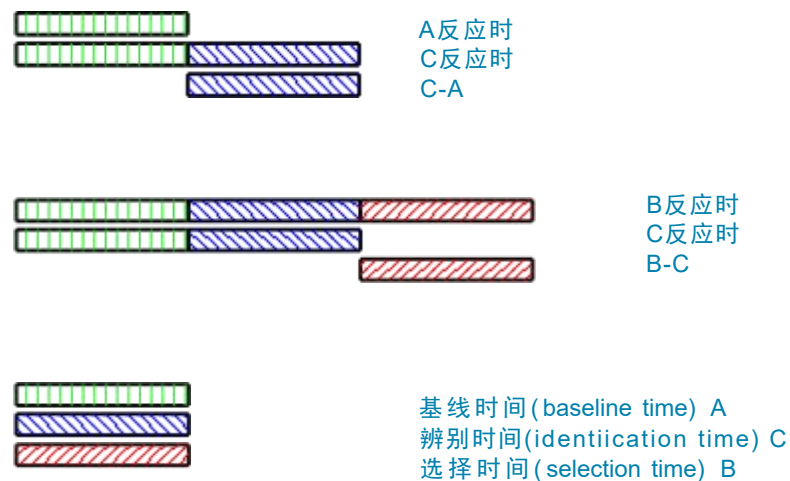 A反应时
C反应时
C-A
B反应时
C反应时
B-C
基线时间(baseline time) A
辨别时间(identiication time) C
选择时间(selection time) B